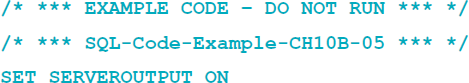 /* *** EXAMPLE CODE – DO NOT RUN *** */
/* *** SQL-Code-Example-CH10B-05 *** */
SET SERVEROUTPUT ON